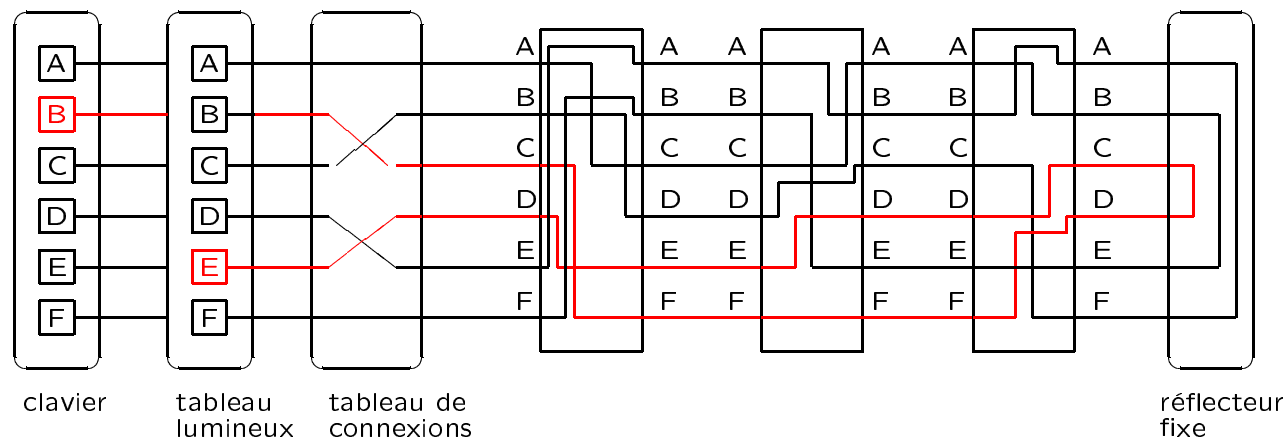 A A A A A A A A
B B B B B B B B
C C C C C C C C
D D D D D D D D
E E E E E E E E
F F F F F F F F
clavier tableau tableau de réflecteur
lumineux connexions fixe